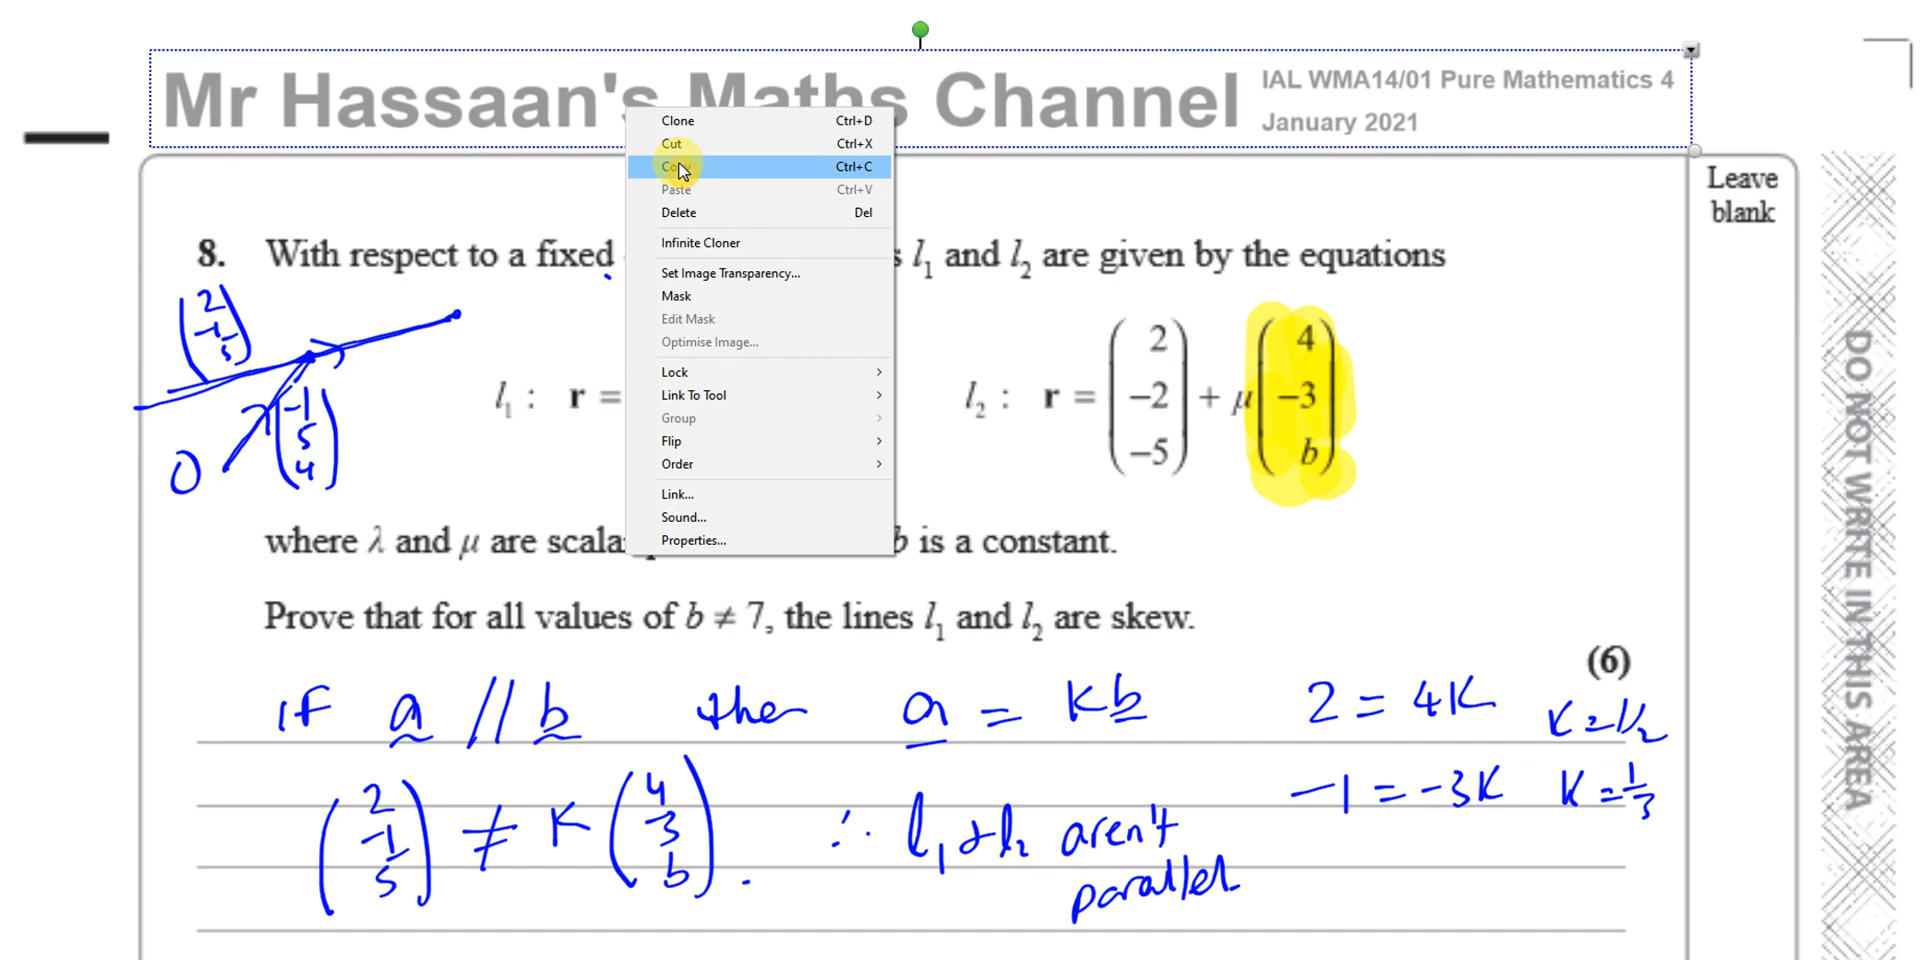 Mr Hassaan's Maths Channel
IAL WMA14/01 Pure Mathematics 4
January 2021
Clone Ctrl+D
Cut Ctrl+X
Copy Ctrl+C
Paste Ctrl+V
Delete Del
Infinite Cloner
Set Image Transparency...
Mask
Edit Mask
Optimise Image...
Lock
Link To Tool
Group
Flip
Order
Link...
Sound...
Properties...
Leave
blank
8. With respect to a fixed l₁ and l₂ are given by the equations
l₁ : r =
l₂ : r = (2 −2 −5) + μ (4 −3 b)
(2 -1 5)
(-1 5 4)
O
where λ and μ are b is a constant.
Prove that for all values of b ≠ 7, the lines l₁ and l₂ are skew.
(6)
if a // b then a = Kb
2 = 4K K = 1/2
-1 = -3K K = 1/3
(2 -1 5) ≠ K (4 -3 b) .
∴ l₁ + l₂ aren't
parallel
DO NOT WRITE IN THIS AREA